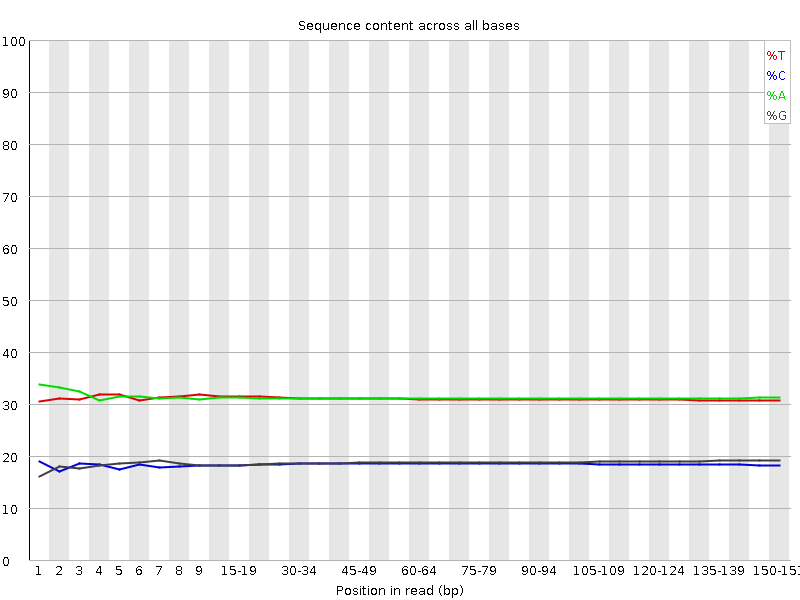 Sequence content across all bases
100
90
80
70
60
50
40
30
20
10
0
%T
%C
%A
%G
1 2 3 4 5 6 7 8 9 15-19 30-34 45-49 60-64 75-79 90-94 105-109 120-124 135-139 150-151
Position in read (bp)